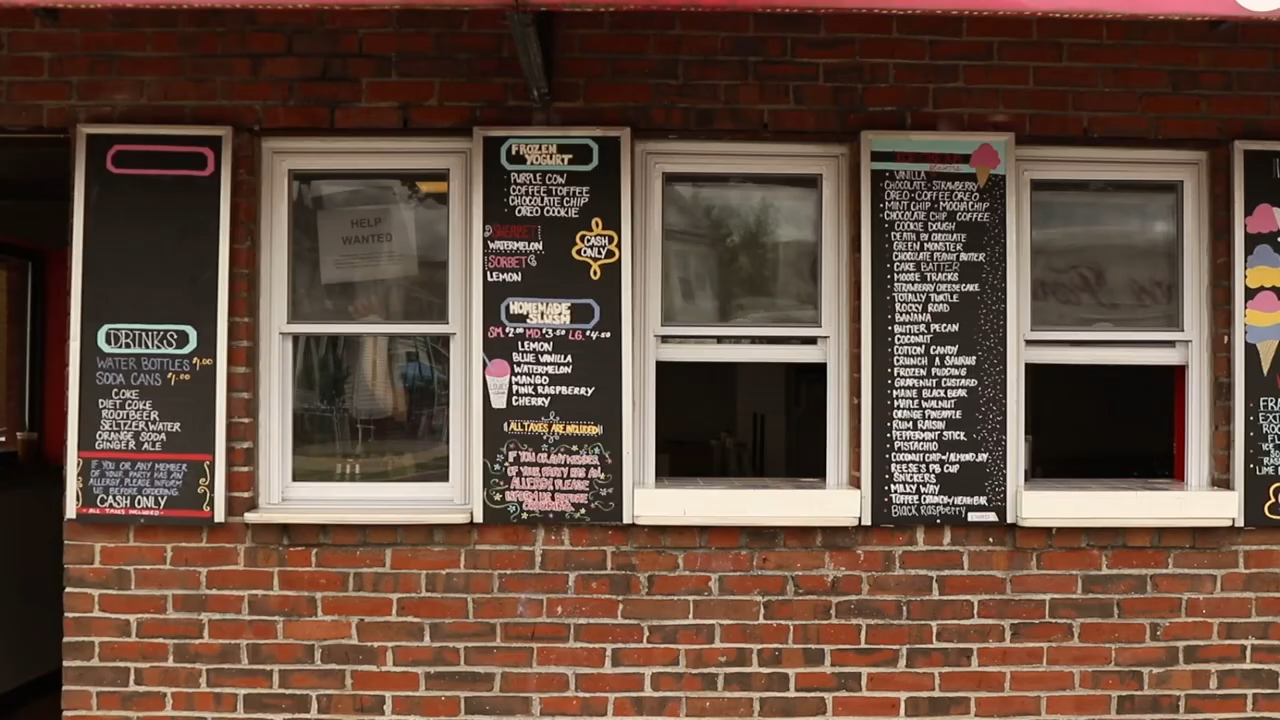 DRINKS
WATER BOTTLES $1.00
SODA CANS $1.00
COKE
DIET COKE
ROOTBEER
SELTZER WATER
ORANGE SODA
GINGER ALE
IF YOU OR ANY MEMBER
OF YOUR PARTY HAS AN
ALLERGY, PLEASE INFORM
US BEFORE ORDERING.
CASH ONLY
• ALL TAXES INCLUDED •
HELP
WANTED
FROZEN
YOGURT
• PURPLE COW
• COFFEE TOFFEE
• CHOCOLATE CHIP
• OREO COOKIE
SHERBET
WATERMELON
CASH
ONLY
SORBET
LEMON
HOMEMADE
SLUSH
SM. $2.00 MD. $3.50 LG. $4.50
LEMON
BLUE VANILLA
WATERMELON
MANGO
PINK RASPBERRY
CHERRY
ALL TAXES ARE INCLUDED!
IF YOU OR ANY MEMBER
OF YOUR PARTY HAS AN
ALLERGY, PLEASE
INFORM US BEFORE
ORDERING.
• VANILLA
CHOCOLATE • STRAWBERRY
OREO • COFFEE OREO
• MINT CHIP • MOCHA CHIP
• CHOCOLATE CHIP • COFFEE
• COOKIE DOUGH
• DEATH BY CHOCOLATE
• GREEN MONSTER
• CHOCOLATE PEANUT BUTTER
• CAKE BATTER
• MOOSE TRACKS
• STRAWBERRY CHEESECAKE
• TOTALLY TURTLE
• ROCKY ROAD
• BANANA
• BUTTER PECAN
• COCONUT
• COTTON CANDY
• CRUNCH A SAURUS
• FROZEN PUDDING
• GRAPENUT CUSTARD
• MAINE BLACK BEAR
• MAPLE WALNUT
• ORANGE PINEAPPLE
• RUM RAISIN
• PEPPERMINT STICK
• PISTACHIO
• COCONUT CHIP W/ ALMOND JOY
• REESE'S PB CUP
• SNICKERS
• MILKY WAY
• TOFFEE CRUNCH/HEATH BAR
• BLACK RASPBERRY
LIME